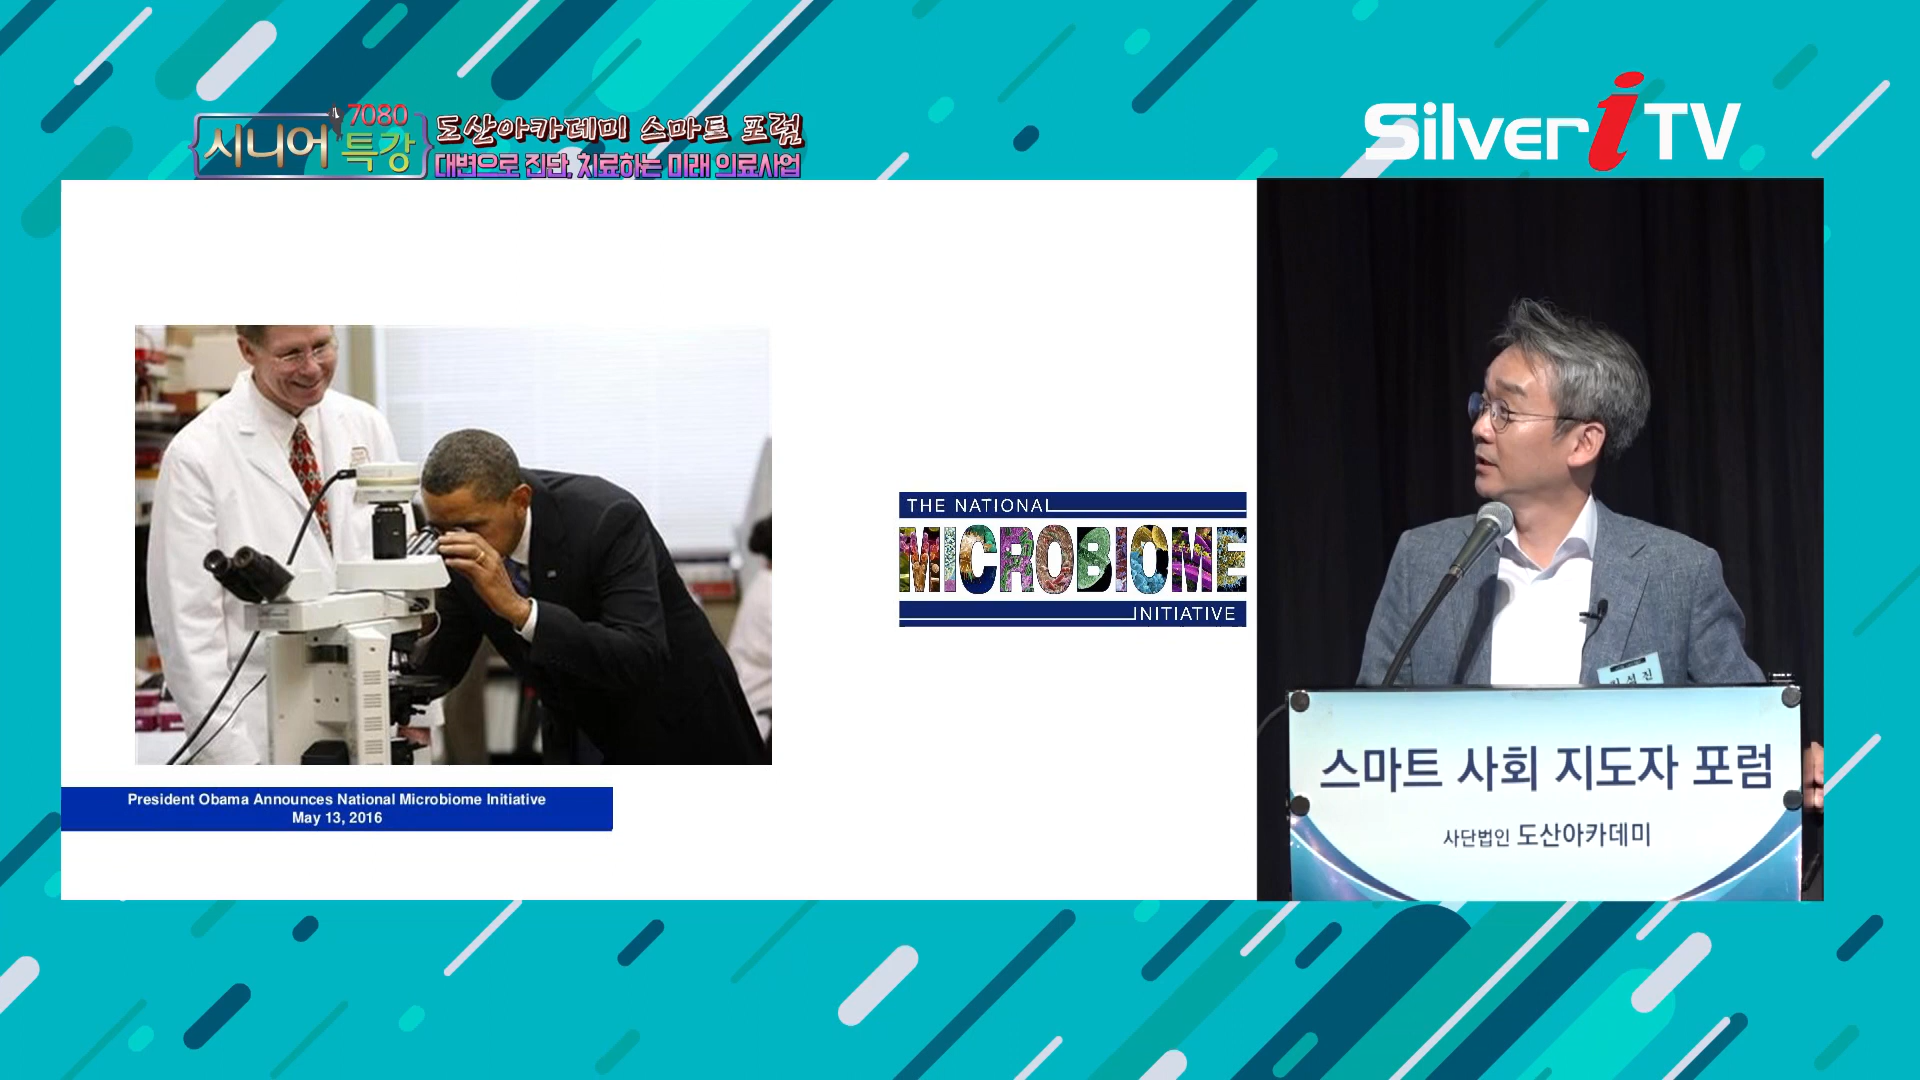 시니어 7080 특강
도산아카데미 스마트 포럼
대변으로 진단, 치료하는 미래 의료사업
Silver i TV
THE NATIONAL
MICROBIOME
INITIATIVE
President Obama Announces National Microbiome Initiative
May 13, 2016
스마트 사회 지도자 포럼
사단법인 도산아카데미